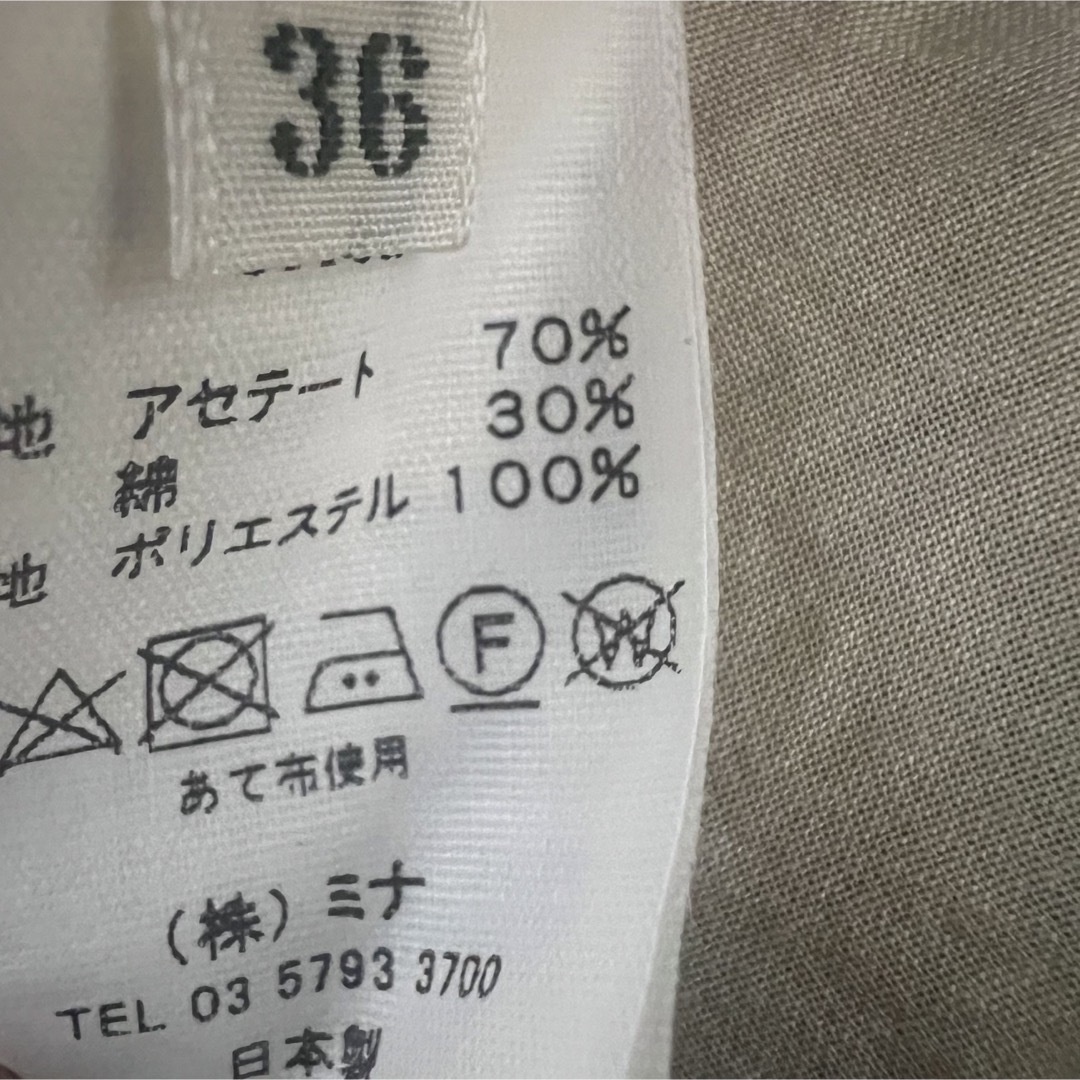 36
地 アセテート 70%
綿 30%
地 ポリエステル 100%
F W
あて布使用
(株)ミナ
TEL 03 5793 3700
日本製